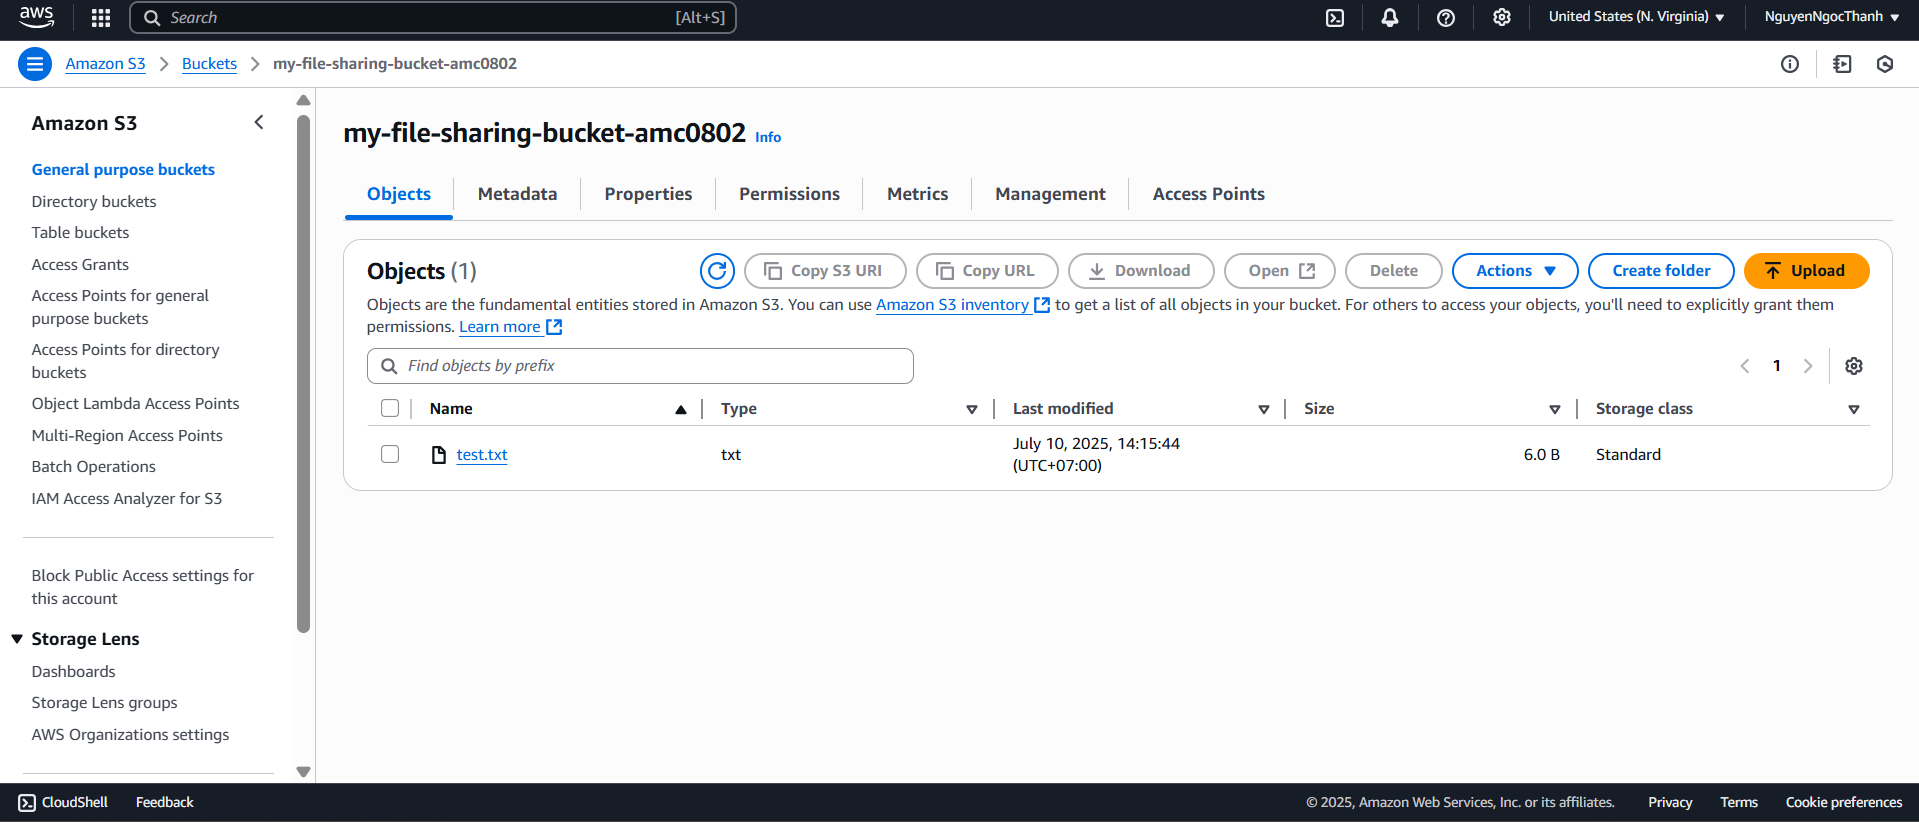 aws
Search [Alt+S]
United States (N. Virginia)
NguyenNgocThanh
Amazon S3
Buckets
my-file-sharing-bucket-amc0802
Amazon S3
General purpose buckets
Directory buckets
Table buckets
Access Grants
Access Points for general
purpose buckets
Access Points for directory
buckets
Object Lambda Access Points
Multi-Region Access Points
Batch Operations
IAM Access Analyzer for S3
Block Public Access settings for
this account
Storage Lens
Dashboards
Storage Lens groups
AWS Organizations settings
my-file-sharing-bucket-amc0802 Info
Objects
Metadata
Properties
Permissions
Metrics
Management
Access Points
Objects (1)
Copy S3 URI
Copy URL
Download
Open
Delete
Actions
Create folder
Upload
Objects are the fundamental entities stored in Amazon S3. You can use Amazon S3 inventory to get a list of all objects in your bucket. For others to access your objects, you'll need to explicitly grant them
permissions. Learn more
Find objects by prefix
1
Name
Type
Last modified
Size
Storage class
test.txt
txt
July 10, 2025, 14:15:44
(UTC+07:00)
6.0 B
Standard
CloudShell
Feedback
© 2025, Amazon Web Services, Inc. or its affiliates.
Privacy
Terms
Cookie preferences